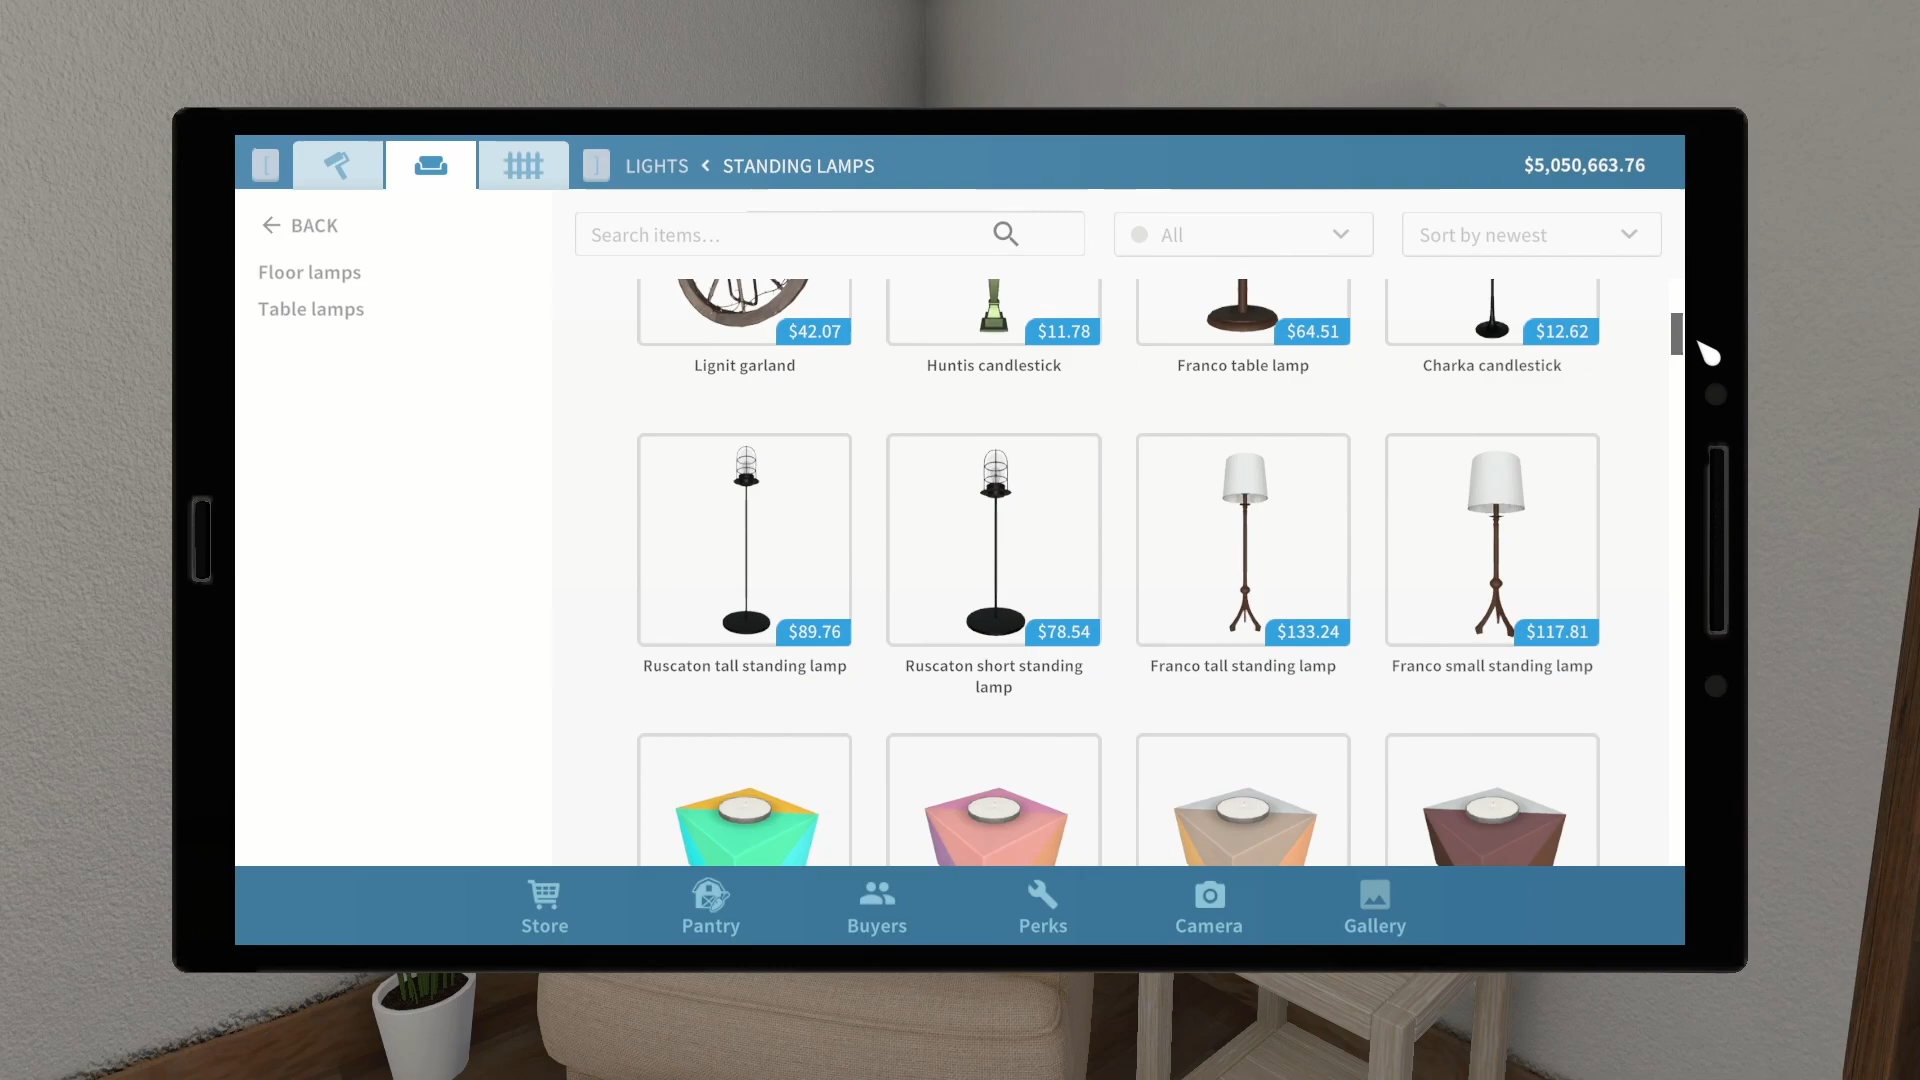 LIGHTS < STANDING LAMPS
$5,050,663.76
BACK
Floor lamps
Table lamps
Search items...
All
Sort by newest
$42.07
$11.78
$64.51
$12.62
Lignit garland
Huntis candlestick
Franco table lamp
Charka candlestick
$89.76
$78.54
$133.24
$117.81
Ruscaton tall standing lamp
Ruscaton short standing
lamp
Franco tall standing lamp
Franco small standing lamp
Store
Pantry
Buyers
Perks
Camera
Gallery